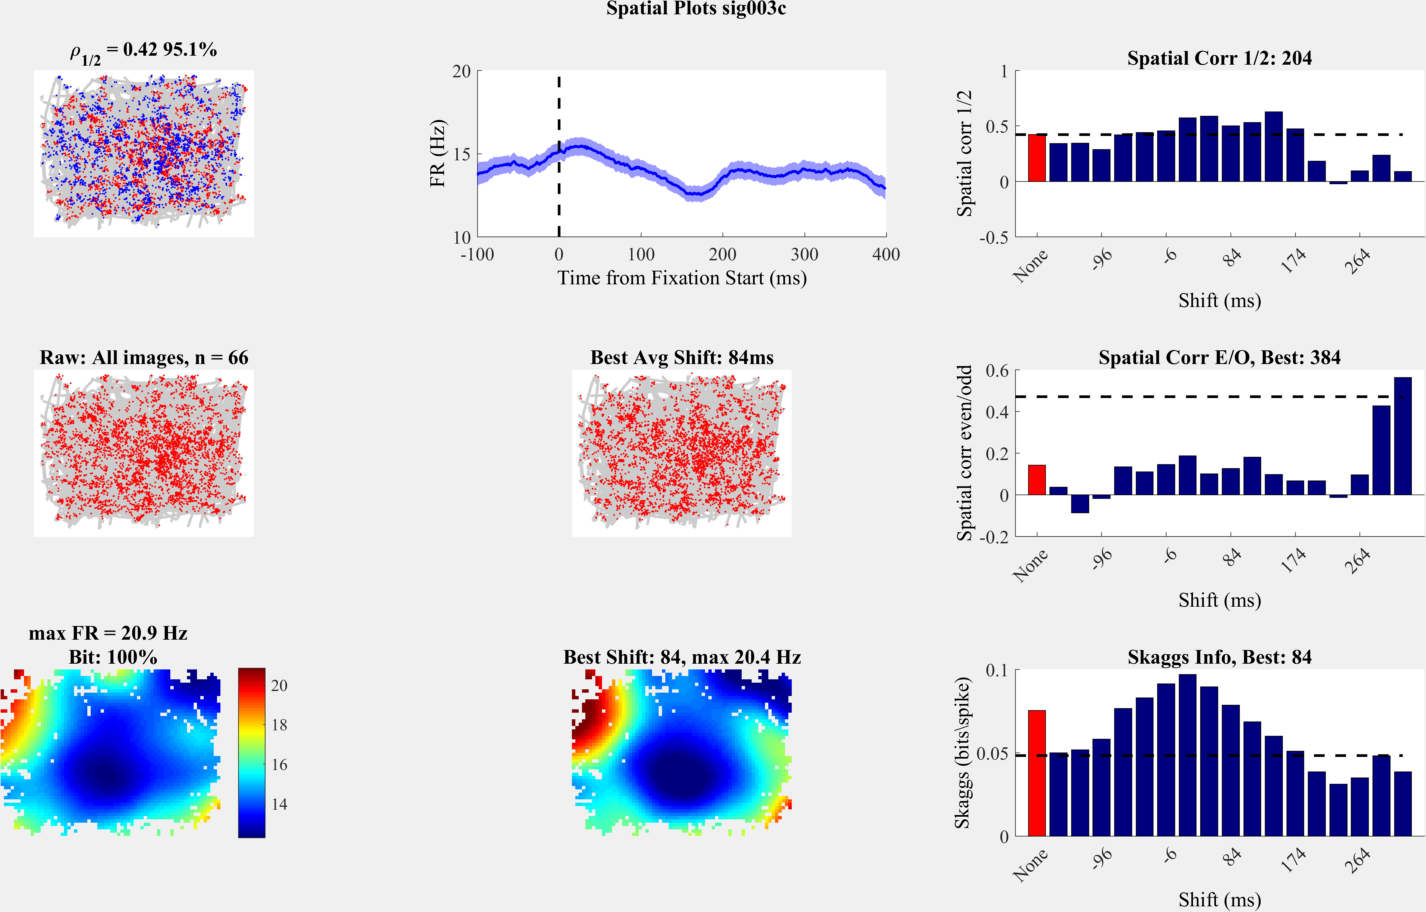 Spatial Plots sig003c
ρ1/2 = 0.42 95.1%
20
15
10
FR (Hz)
-100
0
100
200
300
400
Time from Fixation Start (ms)
Spatial Corr 1/2: 204
1
0.5
0
-0.5
Spatial corr 1/2
None
-96
-6
84
174
264
Shift (ms)
Raw: All images, n = 66
Best Avg Shift: 84ms
Spatial Corr E/O, Best: 384
0.6
0.4
0.2
0
-0.2
Spatial corr even/odd
None
-96
-6
84
174
264
Shift (ms)
max FR = 20.9 Hz
Bit: 100%
20
18
16
14
Best Shift: 84, max 20.4 Hz
Skaggs Info, Best: 84
0.1
0.05
0
Skaggs (bits\spike)
None
-96
-6
84
174
264
Shift (ms)